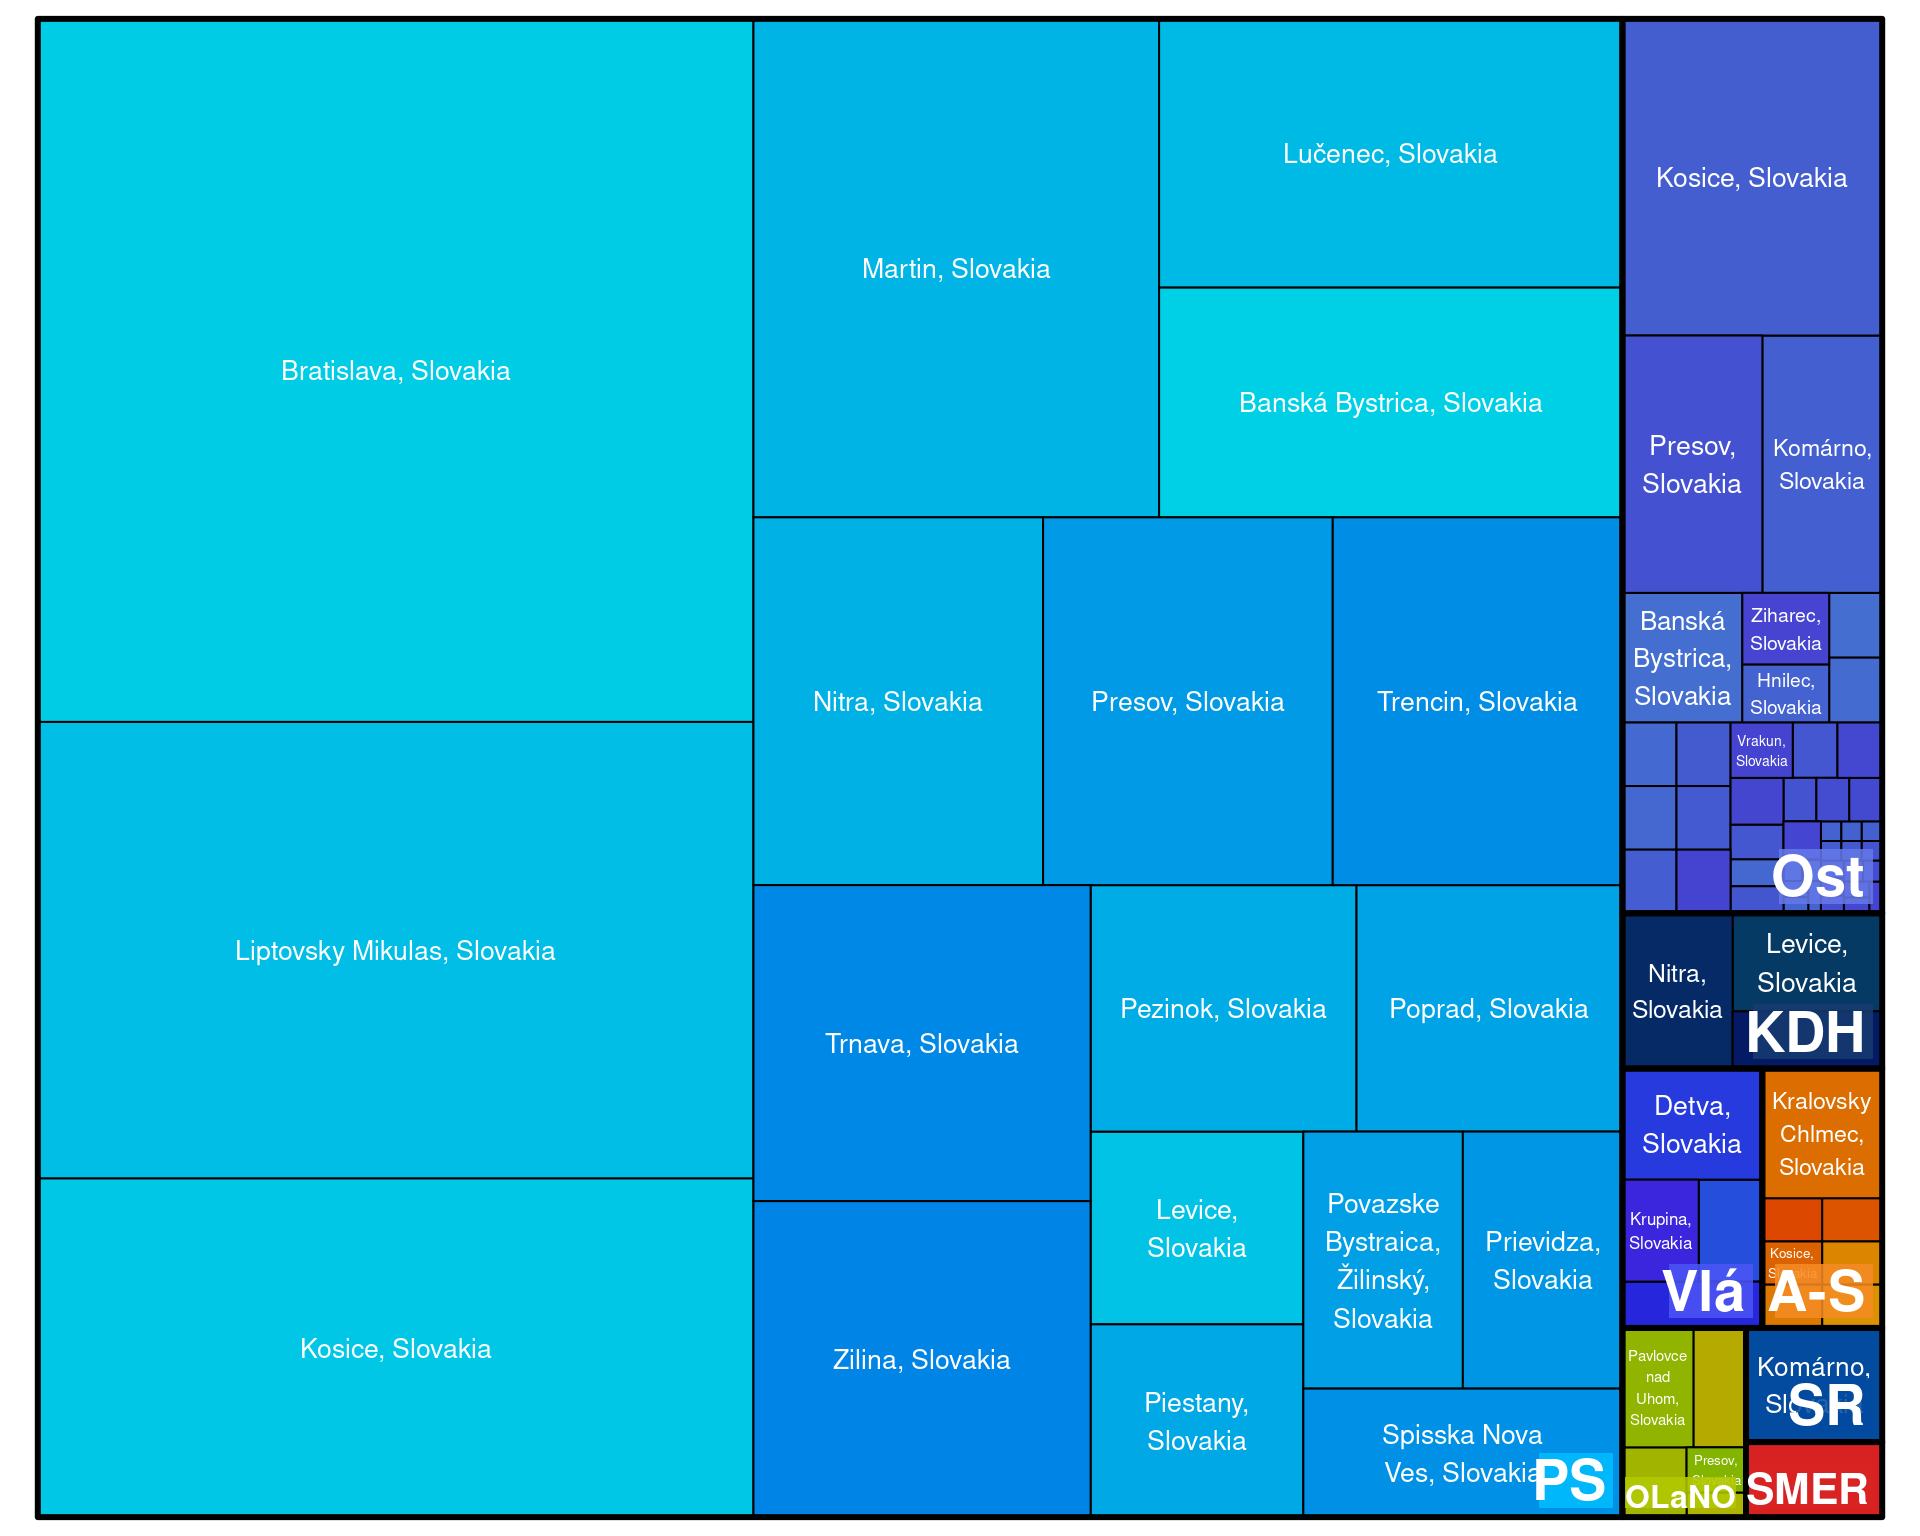 Bratislava, Slovakia
Liptovsky Mikulas, Slovakia
Kosice, Slovakia
Martin, Slovakia
Lučenec, Slovakia
Banská Bystrica, Slovakia
Nitra, Slovakia
Presov, Slovakia
Trencin, Slovakia
Trnava, Slovakia
Zilina, Slovakia
Pezinok, Slovakia
Poprad, Slovakia
Levice,
Slovakia
Piestany,
Slovakia
Povazske
Bystraica,
Žilinský,
Slovakia
Prievidza,
Slovakia
Spisska Nova
Ves, Slovakia
PS
Kosice, Slovakia
Presov,
Slovakia
Komárno,
Slovakia
Banská
Bystrica,
Slovakia
Ziharec,
Slovakia
Hnilec,
Slovakia
Vrakun,
Slovakia
Ost
Nitra,
Slovakia
Levice,
Slovakia
KDH
Detva,
Slovakia
Krupina,
Slovakia
Vlá
Kralovsky
Chlmec,
Slovakia
Kosice,
A-S
Pavlovce
nad
Uhom,
Slovakia
Presov,
OLaNO
Komárno,
SR
SMER